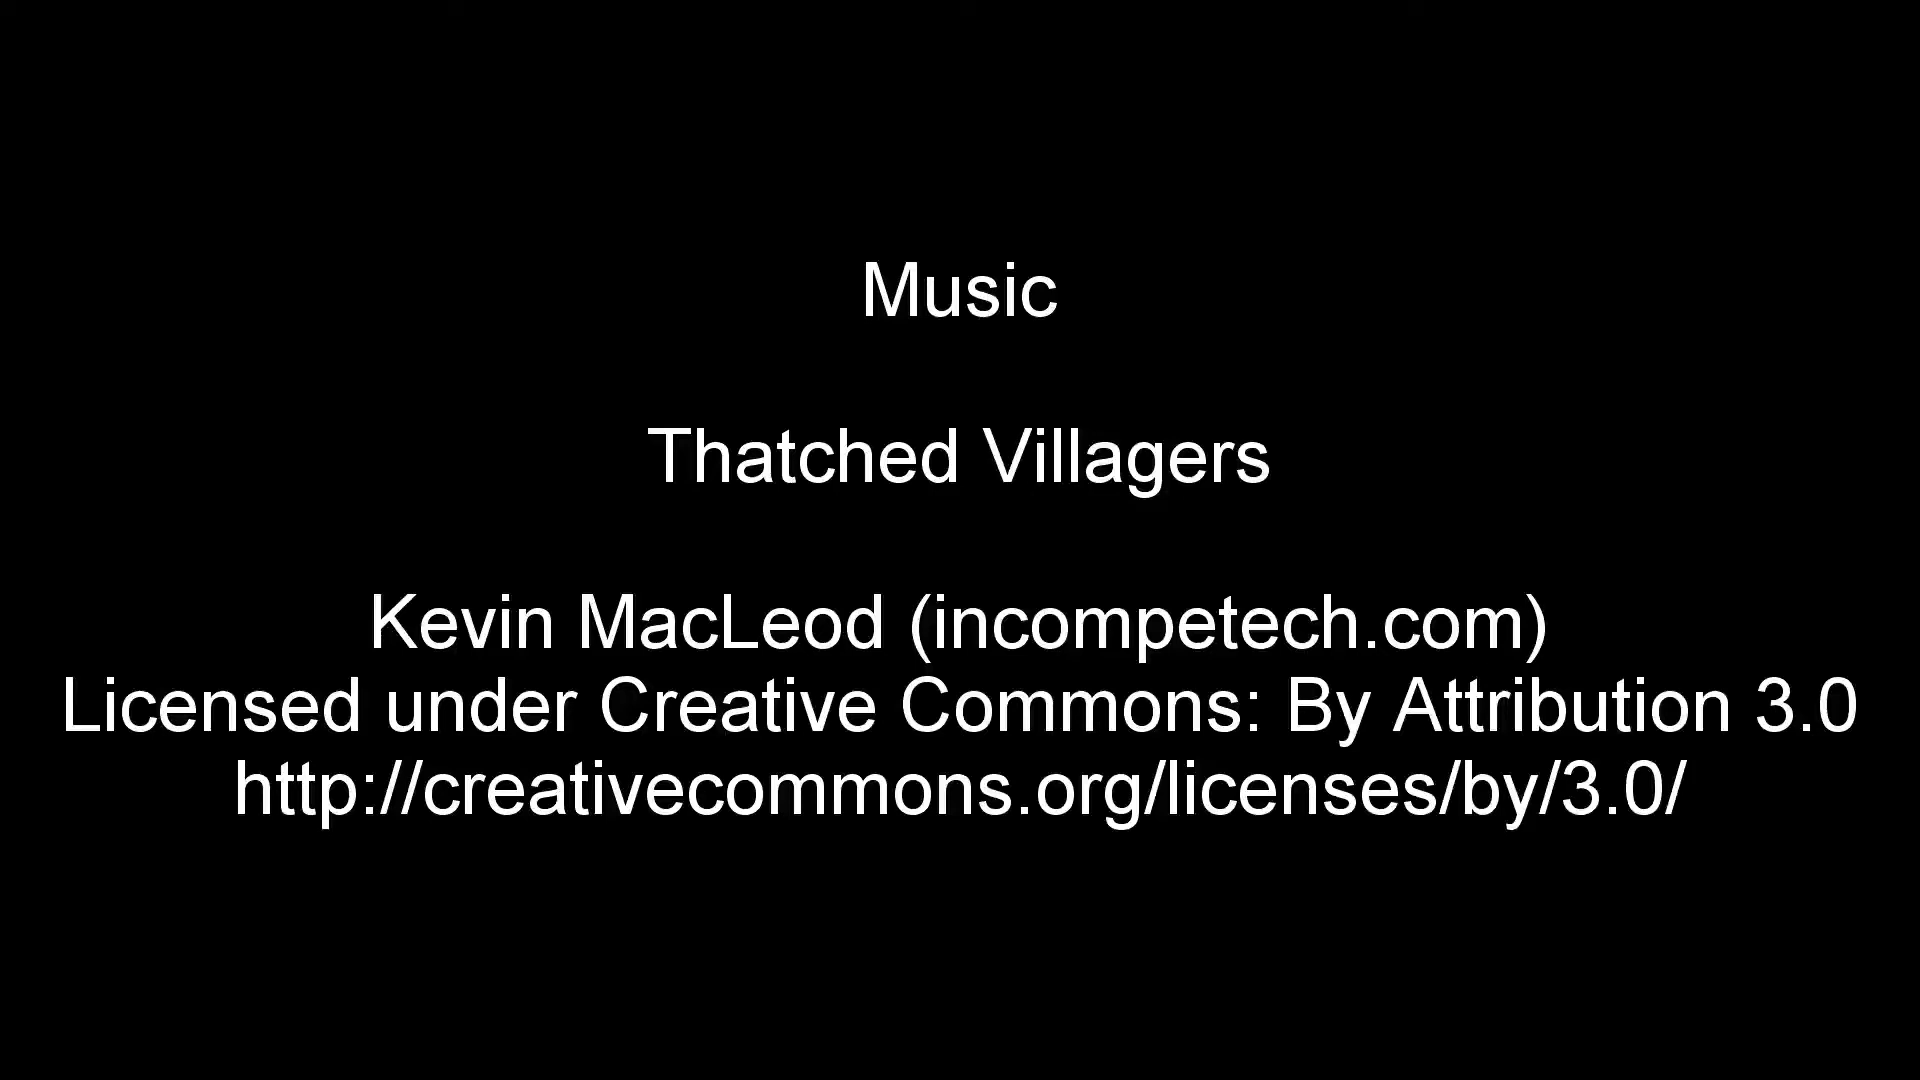 Music
Thatched Villagers
Kevin MacLeod (incompetech.com)
Licensed under Creative Commons: By Attribution 3.0
http://creativecommons.org/licenses/by/3.0/